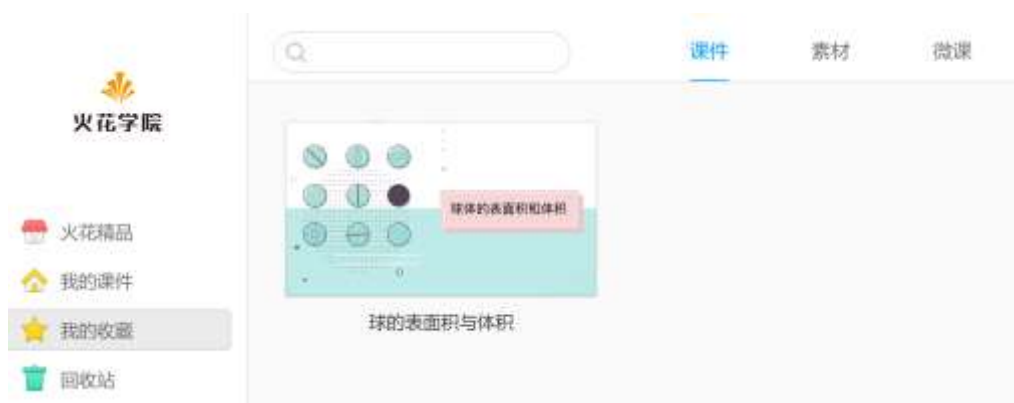 课件 素材 微课
火花学院
球体的表面积和体积
火花精品
我的课件
球的表面积与体积
我的收藏
回收站